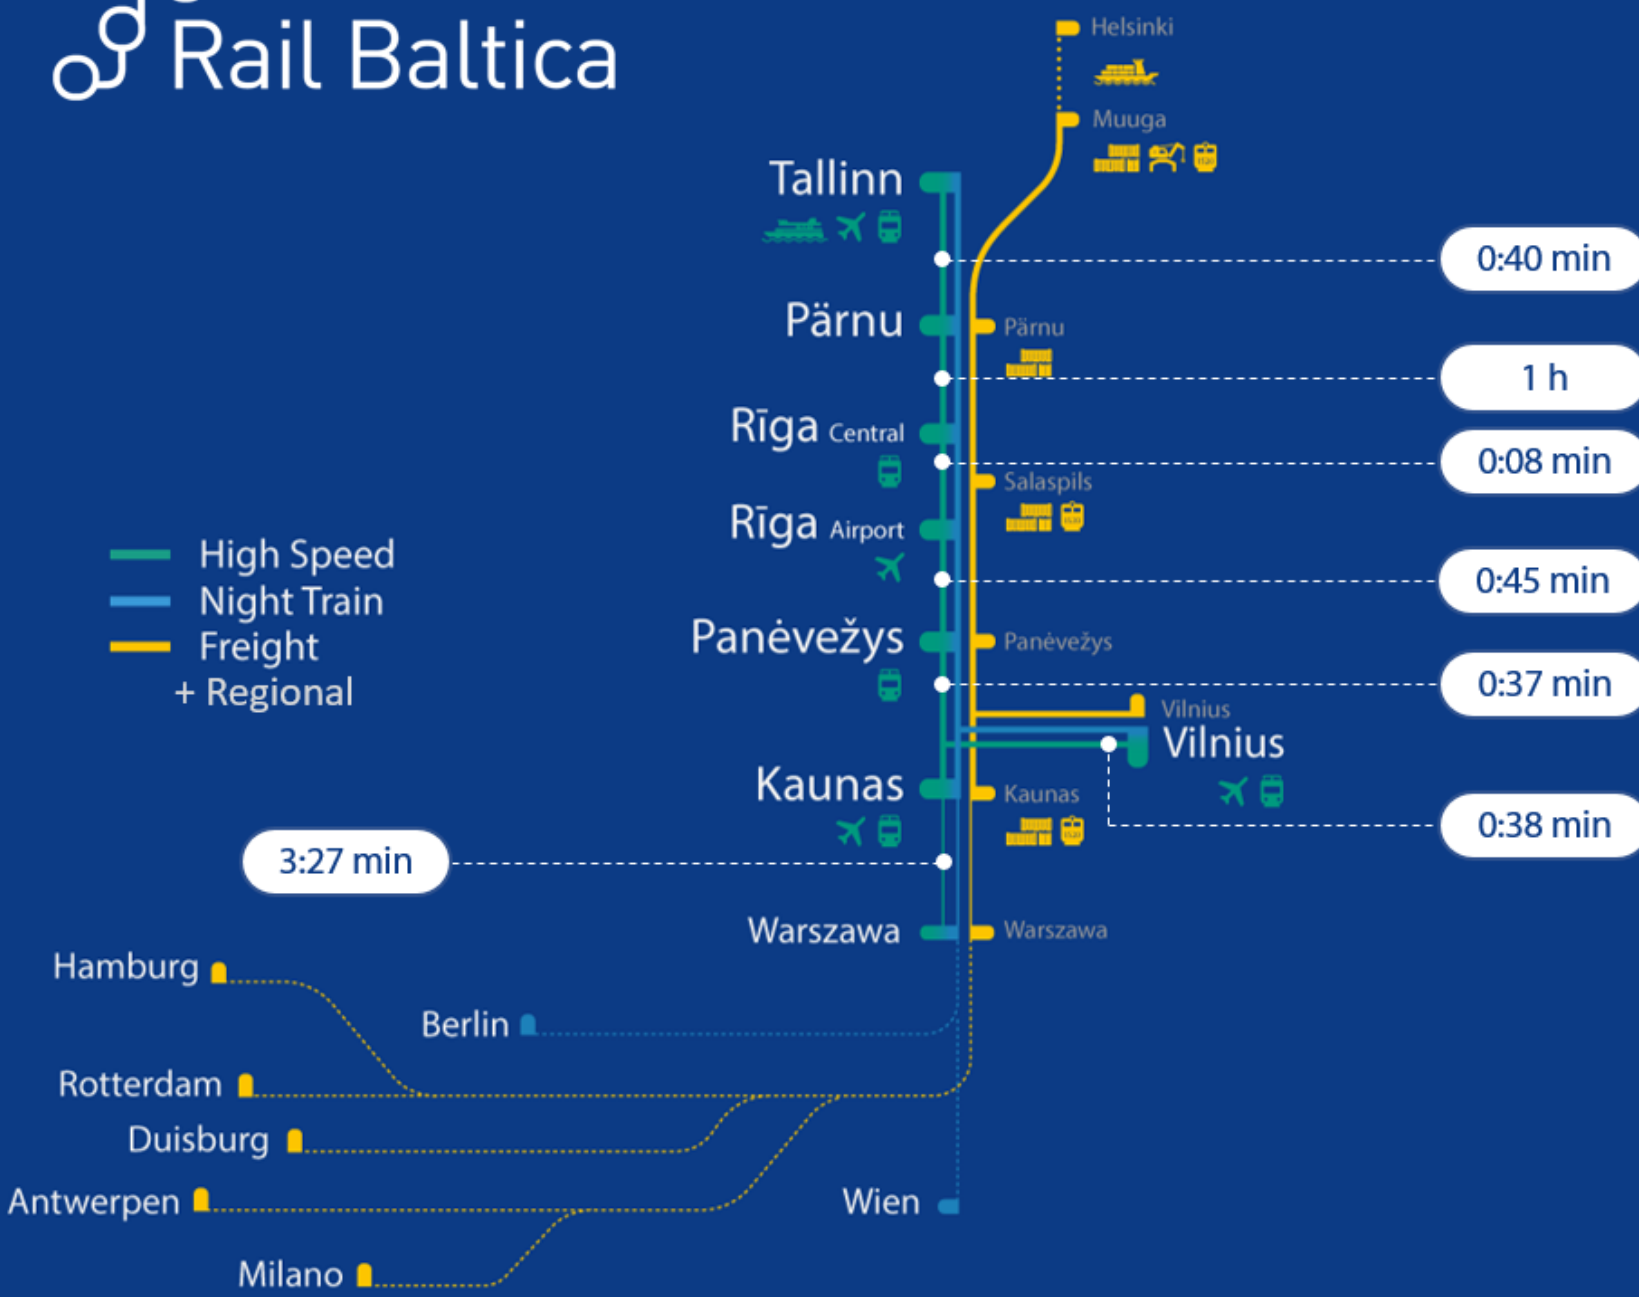 Rail Baltica
Helsinki
Muuga
Tallinn
0:40 min
Pärnu
Pärnu
1 h
Rīga Central
0:08 min
Salaspils
Rīga Airport
High Speed
Night Train
Freight
+ Regional
0:45 min
Panėvežys
Panėvežys
0:37 min
Vilnius
Vilnius
Kaunas
Kaunas
0:38 min
3:27 min
Warszawa
Warszawa
Hamburg
Berlin
Rotterdam
Duisburg
Antwerpen
Wien
Milano